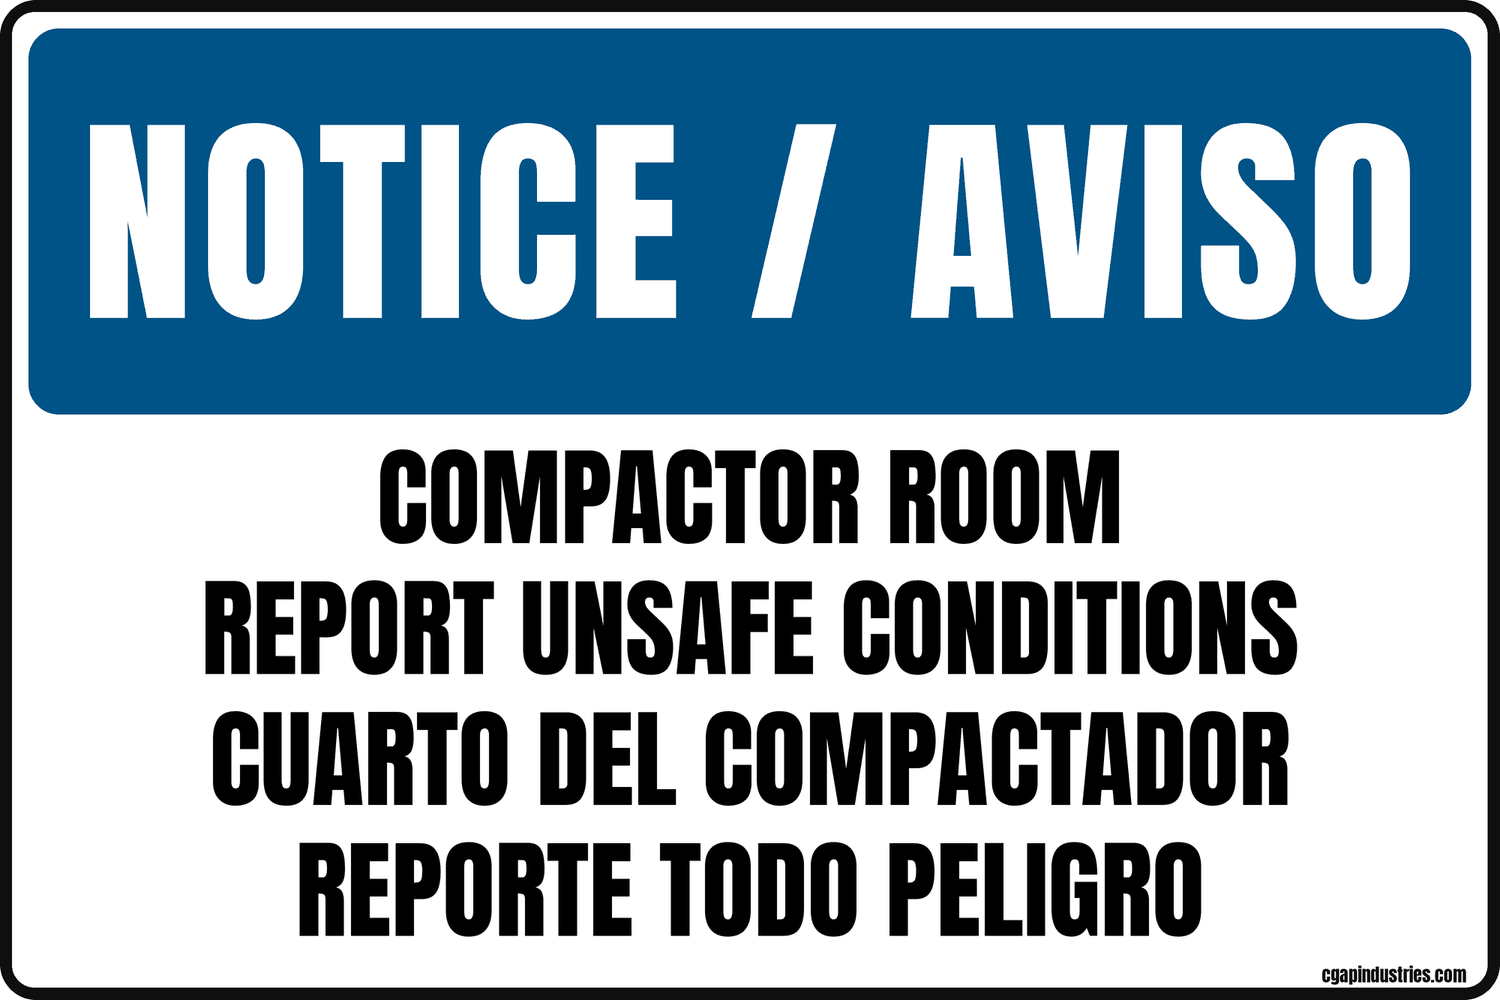 NOTICE / AVISO
COMPACTOR ROOM
REPORT UNSAFE CONDITIONS
CUARTO DEL COMPACTADOR
REPORTE TODO PELIGRO
cgapindustries.com